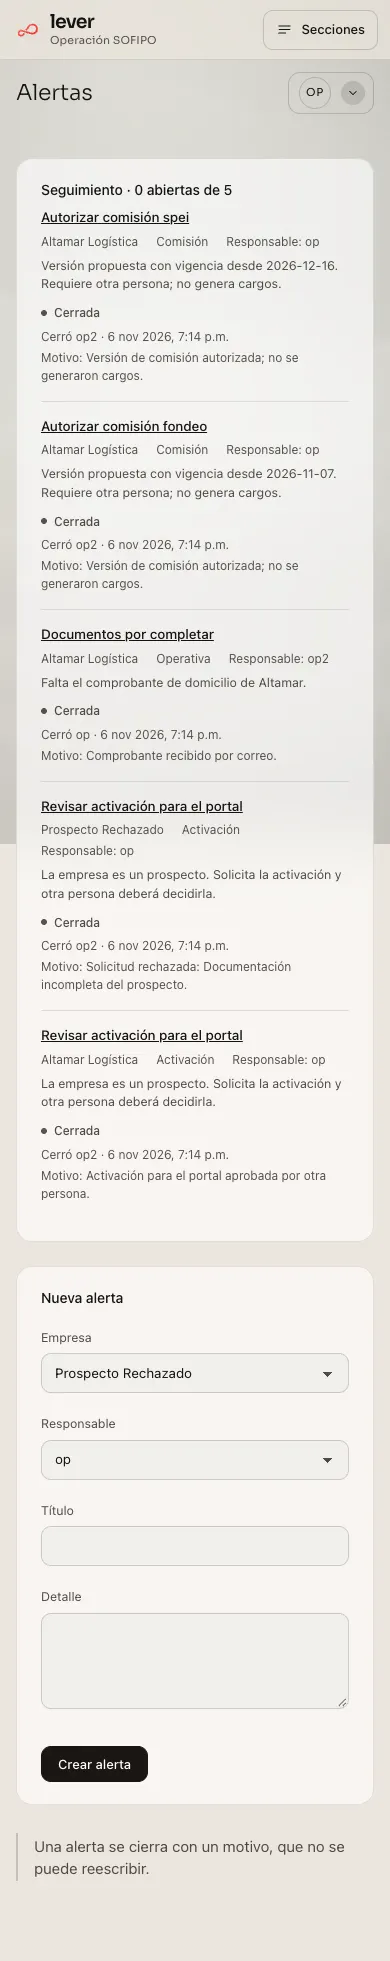 lever
Operación SOFIPO
Secciones
Alertas
OP
Seguimiento · 0 abiertas de 5
Autorizar comisión spei
Altamar Logística Comisión Responsable: op
Versión propuesta con vigencia desde 2026-12-16.
Requiere otra persona; no genera cargos.
Cerrada
Cerró op2 · 6 nov 2026, 7:14 p.m.
Motivo: Versión de comisión autorizada; no se
generaron cargos.
Autorizar comisión fondeo
Altamar Logística Comisión Responsable: op
Versión propuesta con vigencia desde 2026-11-07.
Requiere otra persona; no genera cargos.
Cerrada
Cerró op2 · 6 nov 2026, 7:14 p.m.
Motivo: Versión de comisión autorizada; no se
generaron cargos.
Documentos por completar
Altamar Logística Operativa Responsable: op2
Falta el comprobante de domicilio de Altamar.
Cerrada
Cerró op · 6 nov 2026, 7:14 p.m.
Motivo: Comprobante recibido por correo.
Revisar activación para el portal
Prospecto Rechazado Activación
Responsable: op
La empresa es un prospecto. Solicita la activación y
otra persona deberá decidirla.
Cerrada
Cerró op2 · 6 nov 2026, 7:14 p.m.
Motivo: Solicitud rechazada: Documentación
incompleta del prospecto.
Revisar activación para el portal
Altamar Logística Activación Responsable: op
La empresa es un prospecto. Solicita la activación y
otra persona deberá decidirla.
Cerrada
Cerró op2 · 6 nov 2026, 7:14 p.m.
Motivo: Activación para el portal aprobada por otra
persona.
Nueva alerta
Empresa
Prospecto Rechazado
Responsable
op
Título
Detalle
Crear alerta
Una alerta se cierra con un motivo, que no se
puede reescribir.